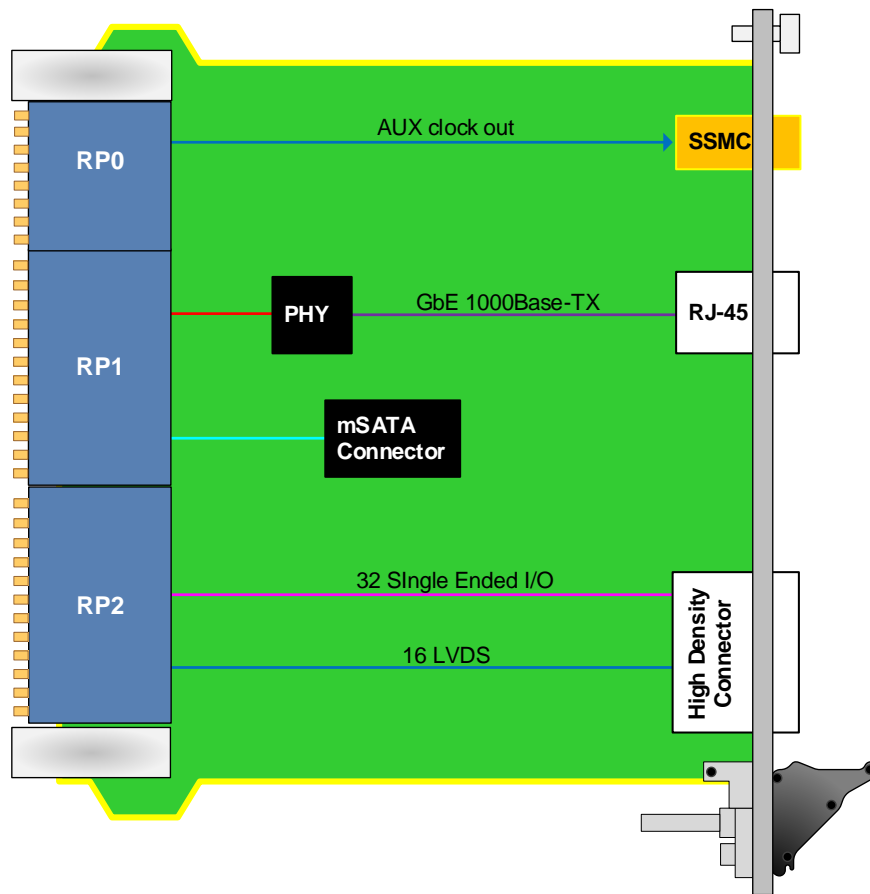 AUX clock out
SSMC
RP0
PHY
GbE 1000Base-TX
RJ-45
RP1
mSATA
Connector
32 SIngle Ended I/O
RP2
16 LVDS
High Density
Connector